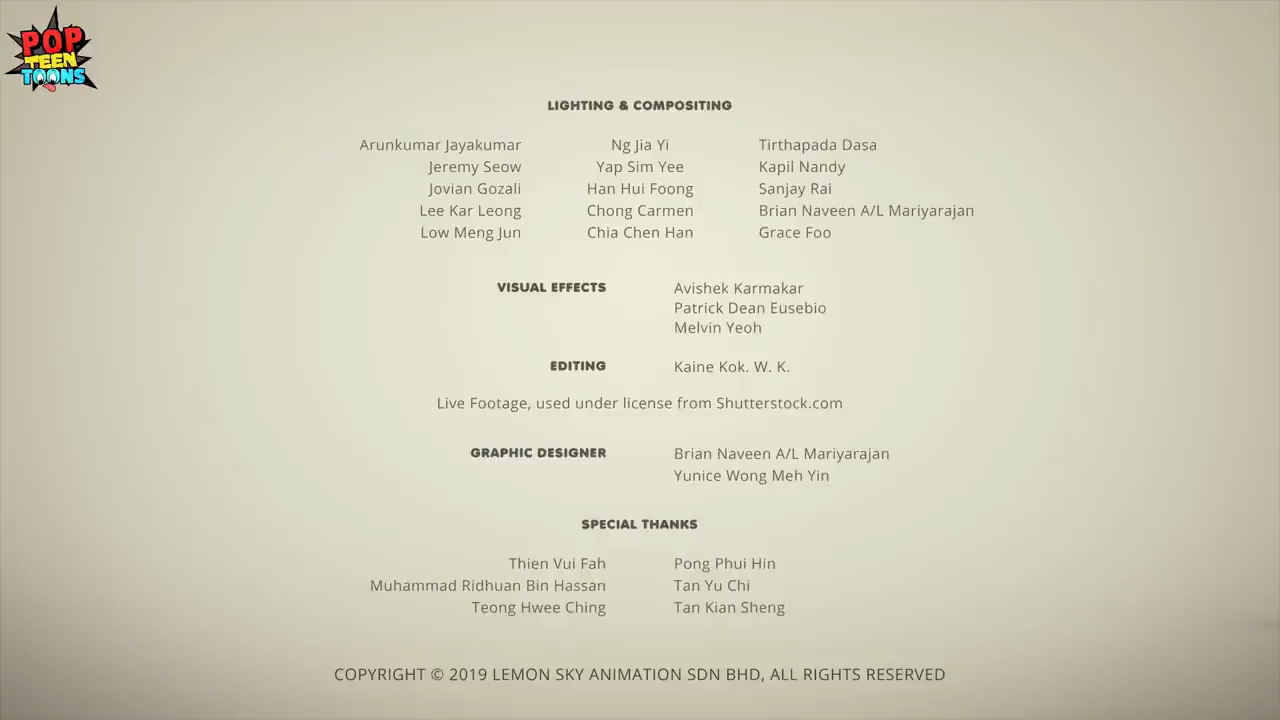 POP
TEEN
TOONS
LIGHTING & COMPOSITING
Arunkumar Jayakumar Ng Jia Yi Tirthapada Dasa
Jeremy Seow Yap Sim Yee Kapil Nandy
Jovian Gozali Han Hui Foong Sanjay Rai
Lee Kar Leong Chong Carmen Brian Naveen A/L Mariyarajan
Low Meng Jun Chia Chen Han Grace Foo
VISUAL EFFECTS Avishek Karmakar
Patrick Dean Eusebio
Melvin Yeoh
EDITING Kaine Kok. W. K.
Live Footage, used under license from Shutterstock.com
GRAPHIC DESIGNER Brian Naveen A/L Mariyarajan
Yunice Wong Meh Yin
SPECIAL THANKS
Thien Vui Fah Pong Phui Hin
Muhammad Ridhuan Bin Hassan Tan Yu Chi
Teong Hwee Ching Tan Kian Sheng
COPYRIGHT © 2019 LEMON SKY ANIMATION SDN BHD, ALL RIGHTS RESERVED